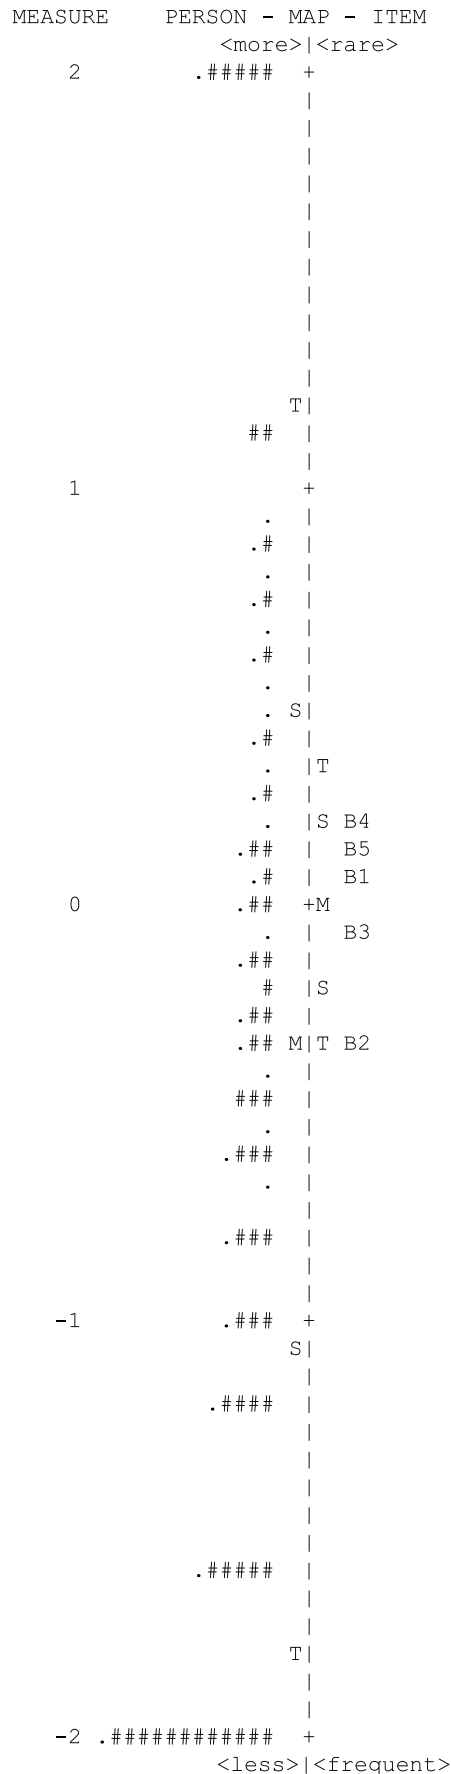 MEASURE    PERSON - MAP - ITEM
               <more>|<rare>
    2        .#####  +
                     |
                     |
                     |
                     |
                     |
                     |
                     |
                     |
                     |
                     |
                     |
                    T|
                 ##  |
                     |
    1                +
                  .  |
                 .#  |
                  .  |
                 .#  |
                  .  |
                 .#  |
                  .  |
                  . S|
                 .#  |
                  .  |T
                 .#  |
                  .  |S B4
                .##  |  B5
                 .#  |  B1
    0           .##  +M
                  .  |  B3
                .##  |
                  #  |S
                .##  |
                .## M|T B2
                  .  |
                ###  |
                  .  |
               .###  |
                  .  |
                     |
               .###  |
                     |
                     |
   -1          .###  +
                    S|
                     |
              .####  |
                     |
                     |
                     |
                     |
                     |
             .#####  |
                     |
                     |
                    T|
                     |
                     |
   -2 .############  +
               <less>|<frequent>